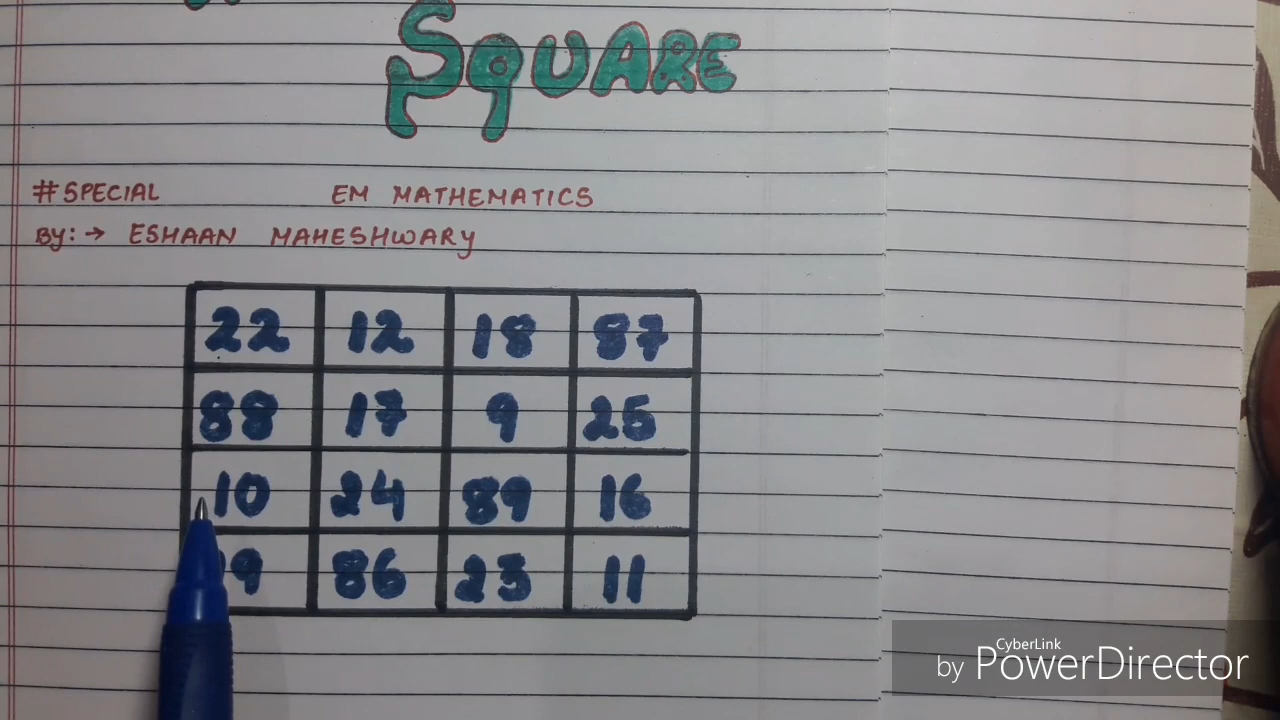 SQUARE
#SPECIAL EM MATHEMATICS
BY:→ ESHAAN MAHESHWARY
22 12 18 87
88 17 9 25
10 24 89 16
86 23 11
CyberLink
by PowerDirector